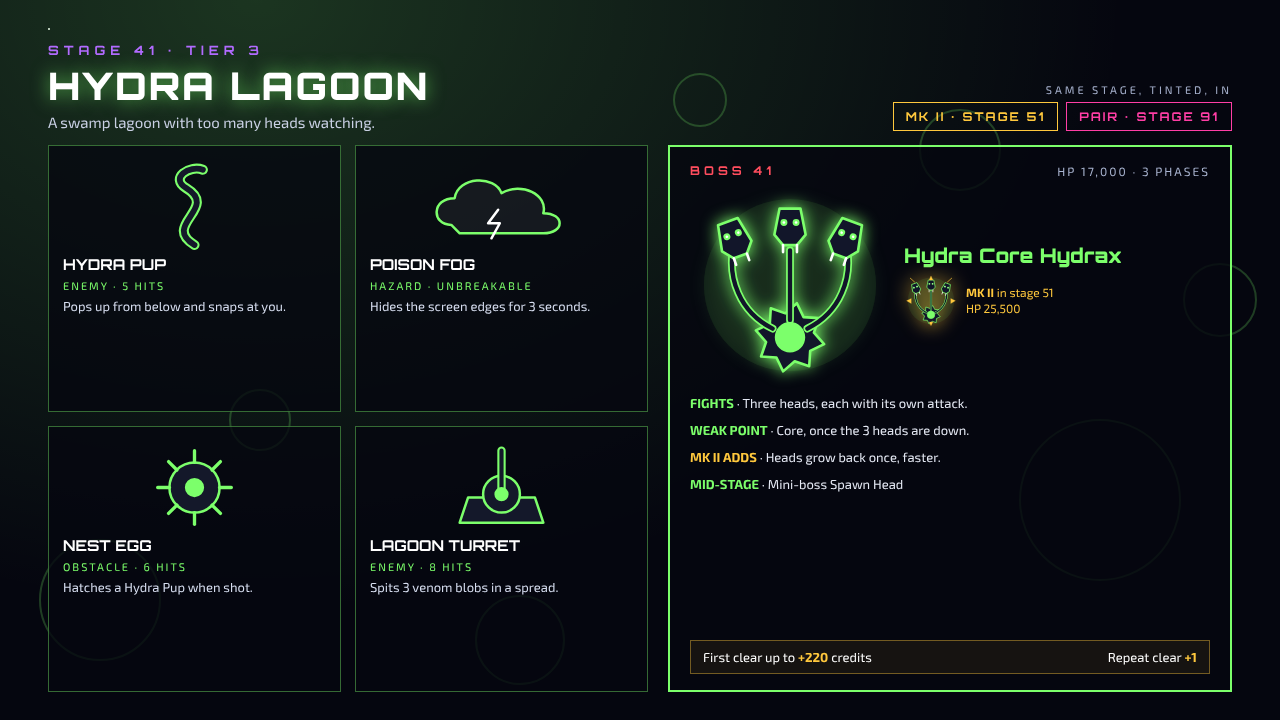 STAGE 41 · TIER 3
HYDRA LAGOON
A swamp lagoon with too many heads watching.
SAME STAGE, TINTED, IN
MK II · STAGE 51
PAIR · STAGE 91
HYDRA PUP
ENEMY · 5 HITS
Pops up from below and snaps at you.
POISON FOG
HAZARD · UNBREAKABLE
Hides the screen edges for 3 seconds.
NEST EGG
OBSTACLE · 6 HITS
Hatches a Hydra Pup when shot.
LAGOON TURRET
ENEMY · 8 HITS
Spits 3 venom blobs in a spread.
BOSS 41
HP 17,000 · 3 PHASES
Hydra Core Hydrax
MK II in stage 51
HP 25,500
FIGHTS · Three heads, each with its own attack.
WEAK POINT · Core, once the 3 heads are down.
MK II ADDS · Heads grow back once, faster.
MID-STAGE · Mini-boss Spawn Head
First clear up to +220 credits
Repeat clear +1